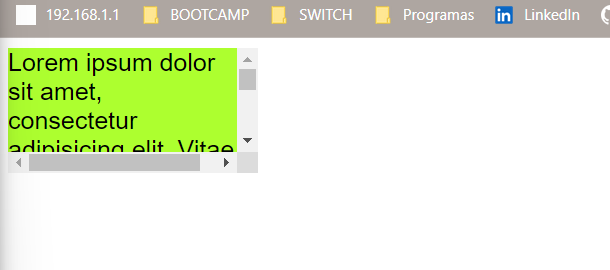 192.168.1.1 BOOTCAMP SWITCH Programas LinkedIn
Lorem ipsum dolor
sit amet,
consectetur
adipisicing elit. Vitae